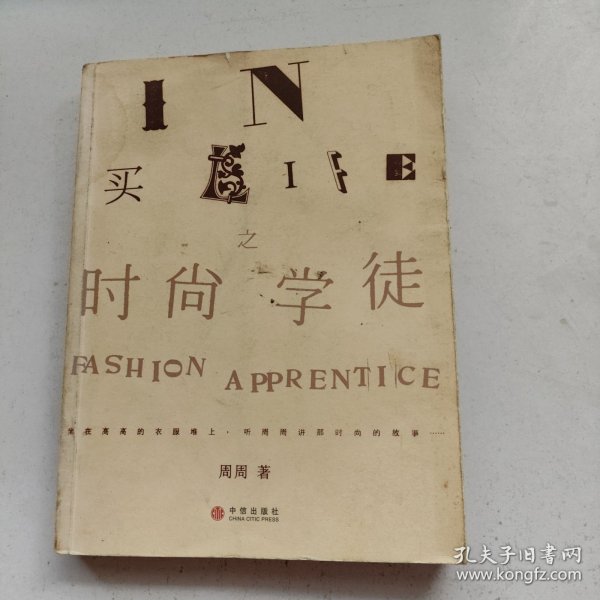 IN
买 LIFE
之
时尚学徒
FASHION APPRENTICE
坐在高高的衣服堆上,听周周讲那时尚的故事……
周周 著
中信出版社
CHINA CITIC PRESS
孔夫子旧书网
www.kongfz.com